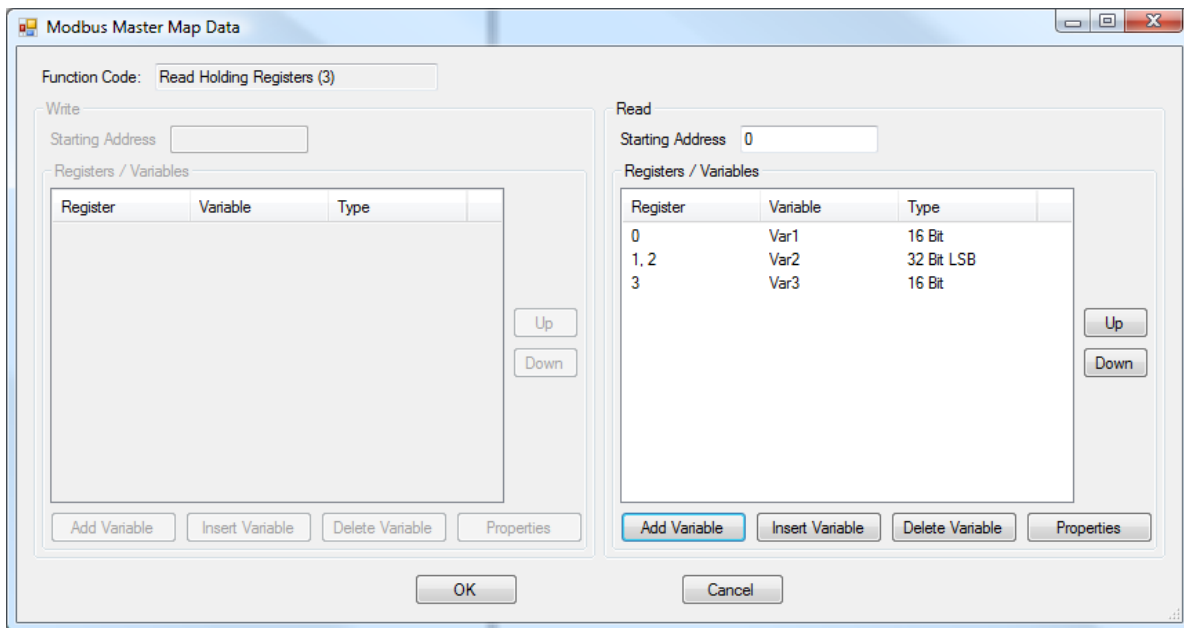 Modbus Master Map Data
Function Code: Read Holding Registers (3)
Write
Starting Address
Registers / Variables
Register Variable Type
Up
Down
Add Variable Insert Variable Delete Variable Properties
Read
Starting Address 0
Registers / Variables
Register Variable Type
0 Var1 16 Bit
1, 2 Var2 32 Bit LSB
3 Var3 16 Bit
Up
Down
Add Variable Insert Variable Delete Variable Properties
OK Cancel